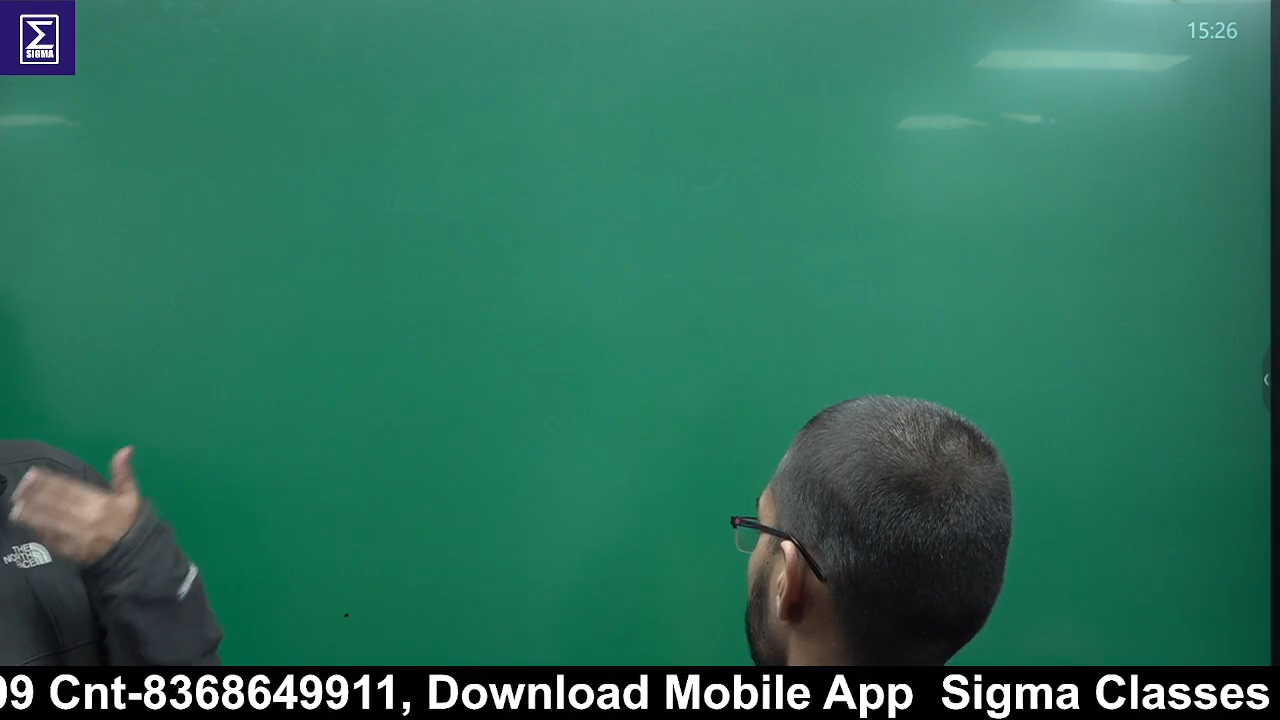 Σ
SIGMA
15:26
THE
NORTH
FACE
09 Cnt-8368649911, Download Mobile App Sigma Classes